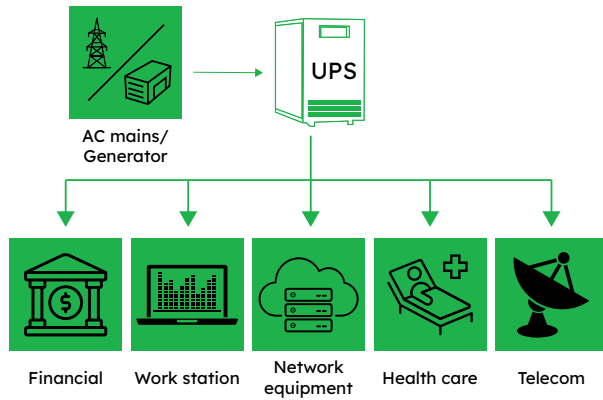 UPS
AC mains/
Generator
$
Financial
Work station
Network
equipment
Health care
Telecom